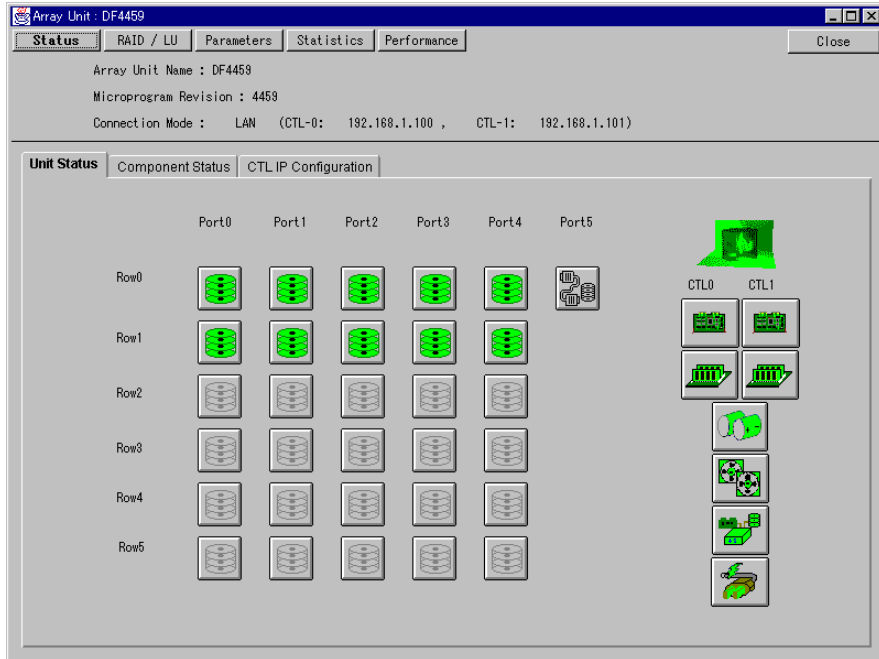 Array Unit : DF4459
Status RAID / LU Parameters Statistics Performance Close
Array Unit Name : DF4459
Microprogram Revision : 4459
Connection Mode : LAN (CTL-0: 192.168.1.100 , CTL-1: 192.168.1.101)
Unit Status Component Status CTL IP Configuration
Port0 Port1 Port2 Port3 Port4 Port5
Row0
CTL0 CTL1
Row1
Row2
Row3
Row4
Row5